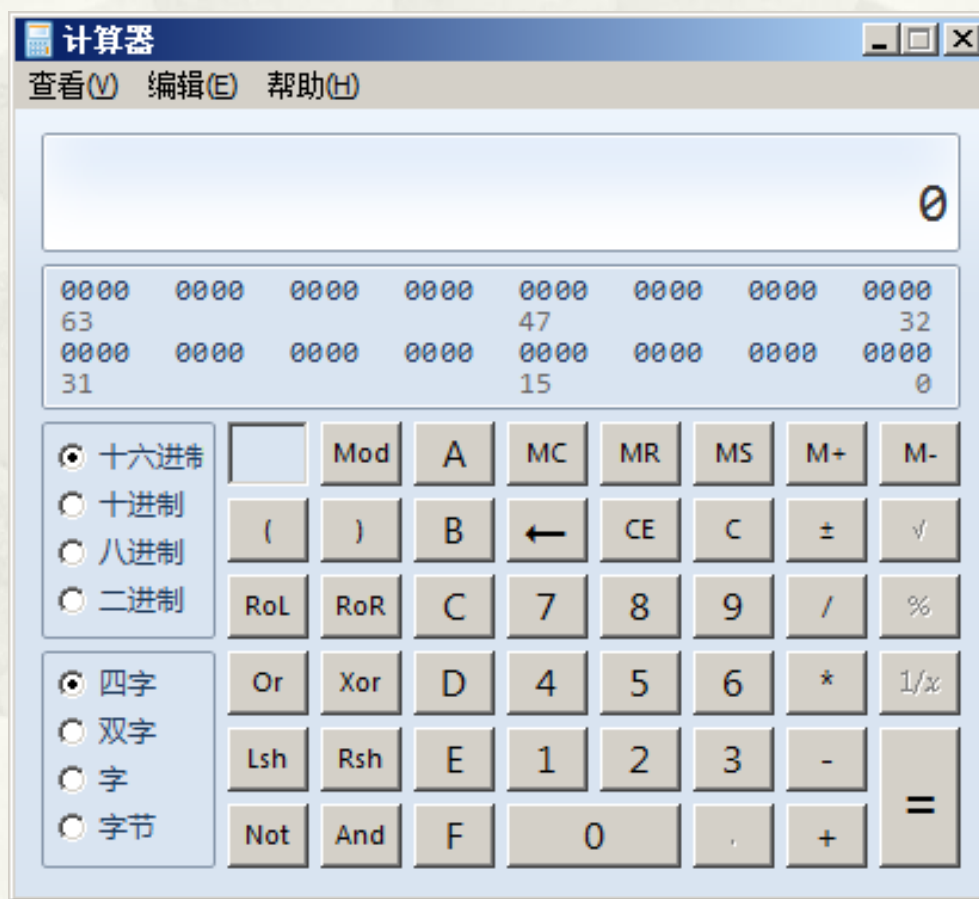 计算器
查看(V) 编辑(E) 帮助(H)
0
0000 0000 0000 0000 0000 0000 0000 0000
63 47 32
0000 0000 0000 0000 0000 0000 0000 0000
31 15 0
十六进制 Mod A MC MR MS M+ M-
十进制
( ) B ← CE C ± √
八进制
二进制 RoL RoR C 7 8 9 / %
四字 Or Xor D 4 5 6 * 1/x
双字
字 Lsh Rsh E 1 2 3 - =
字节 Not And F 0 . +